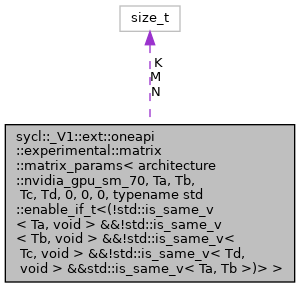 size_t
K
M
N
sycl::_V1::ext::oneapi
::experimental::matrix
::matrix_params< architecture
::nvidia_gpu_sm_70, Ta, Tb,
Tc, Td, 0, 0, 0, typename std
::enable_if_t<(!std::is_same_v
< Ta, void > &&!std::is_same_v
< Tb, void > &&!std::is_same_v<
Tc, void > &&!std::is_same_v< Td,
void > &&std::is_same_v< Ta, Tb >)> >